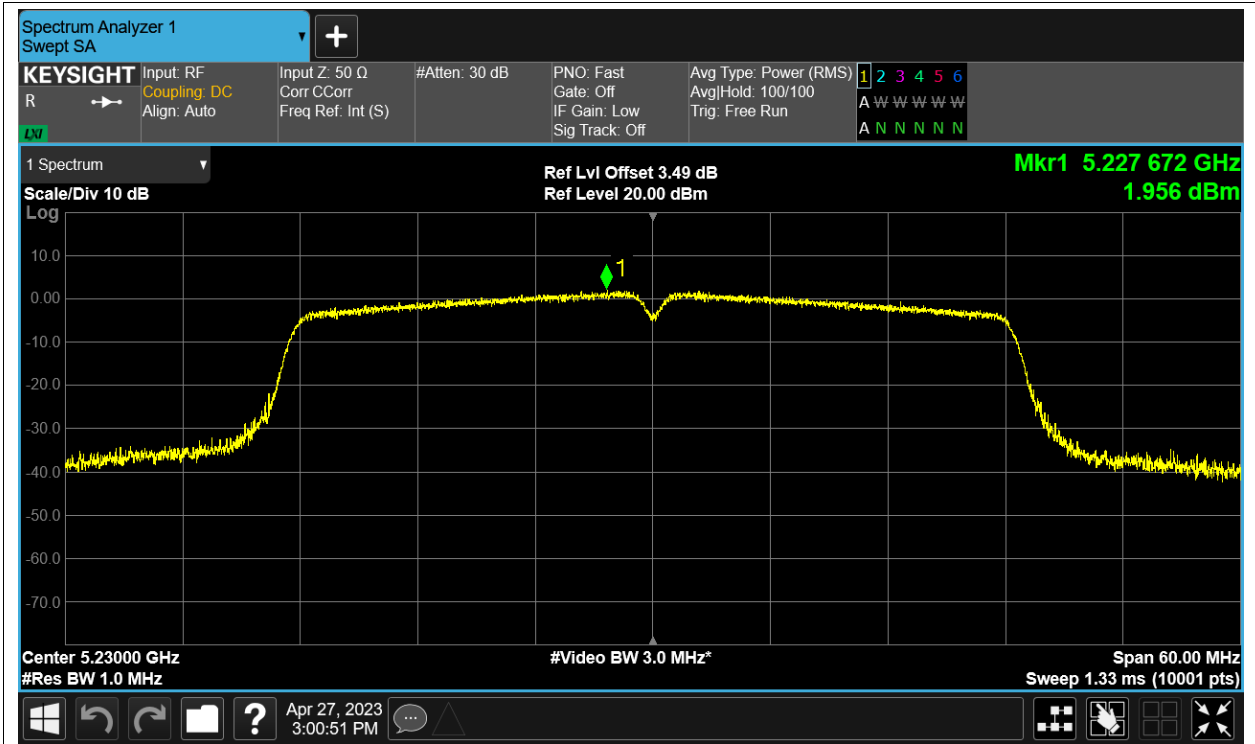 Spectrum Analyzer 1
Swept SA
KEYSIGHT
R
LXI
Input: RF
Coupling: DC
Align: Auto
Input Z: 50 Ω
Corr CCorr
Freq Ref: Int (S)
#Atten: 30 dB
PNO: Fast
Gate: Off
IF Gain: Low
Sig Track: Off
Avg Type: Power (RMS)
Avg|Hold: 100/100
Trig: Free Run
1 2 3 4 5 6
A W W W W W
A N N N N N
1 Spectrum
Scale/Div 10 dB
Log
Ref Lvl Offset 3.49 dB
Ref Level 20.00 dBm
Mkr1 5.227 672 GHz
1.956 dBm
10.0
1
0.00
-10.0
-20.0
-30.0
-40.0
-50.0
-60.0
-70.0
Center 5.23000 GHz
#Video BW 3.0 MHz*
Span 60.00 MHz
#Res BW 1.0 MHz
Sweep 1.33 ms (10001 pts)
?
Apr 27, 2023
3:00:51 PM